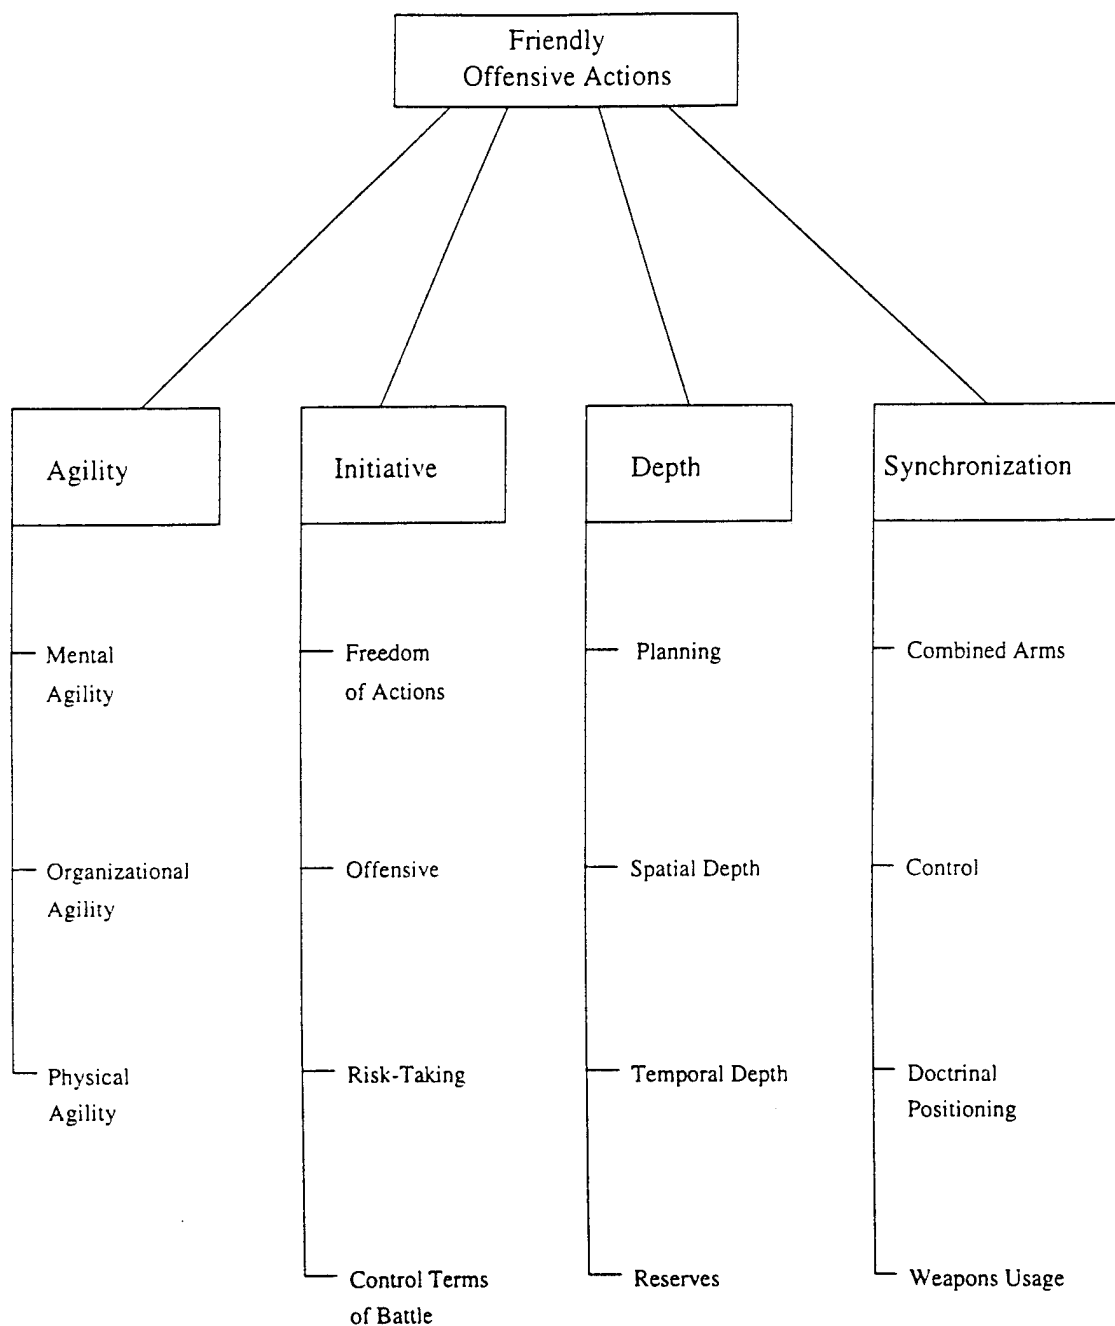 Friendly
Offensive Actions
Agility
Initiative
Depth
Synchronization
Mental
Agility
Organizational
Agility
Physical
Agility
Freedom
of Actions
Offensive
Risk-Taking
Control Terms
of Battle
Planning
Spatial Depth
Temporal Depth
Reserves
Combined Arms
Control
Doctrinal
Positioning
Weapons Usage